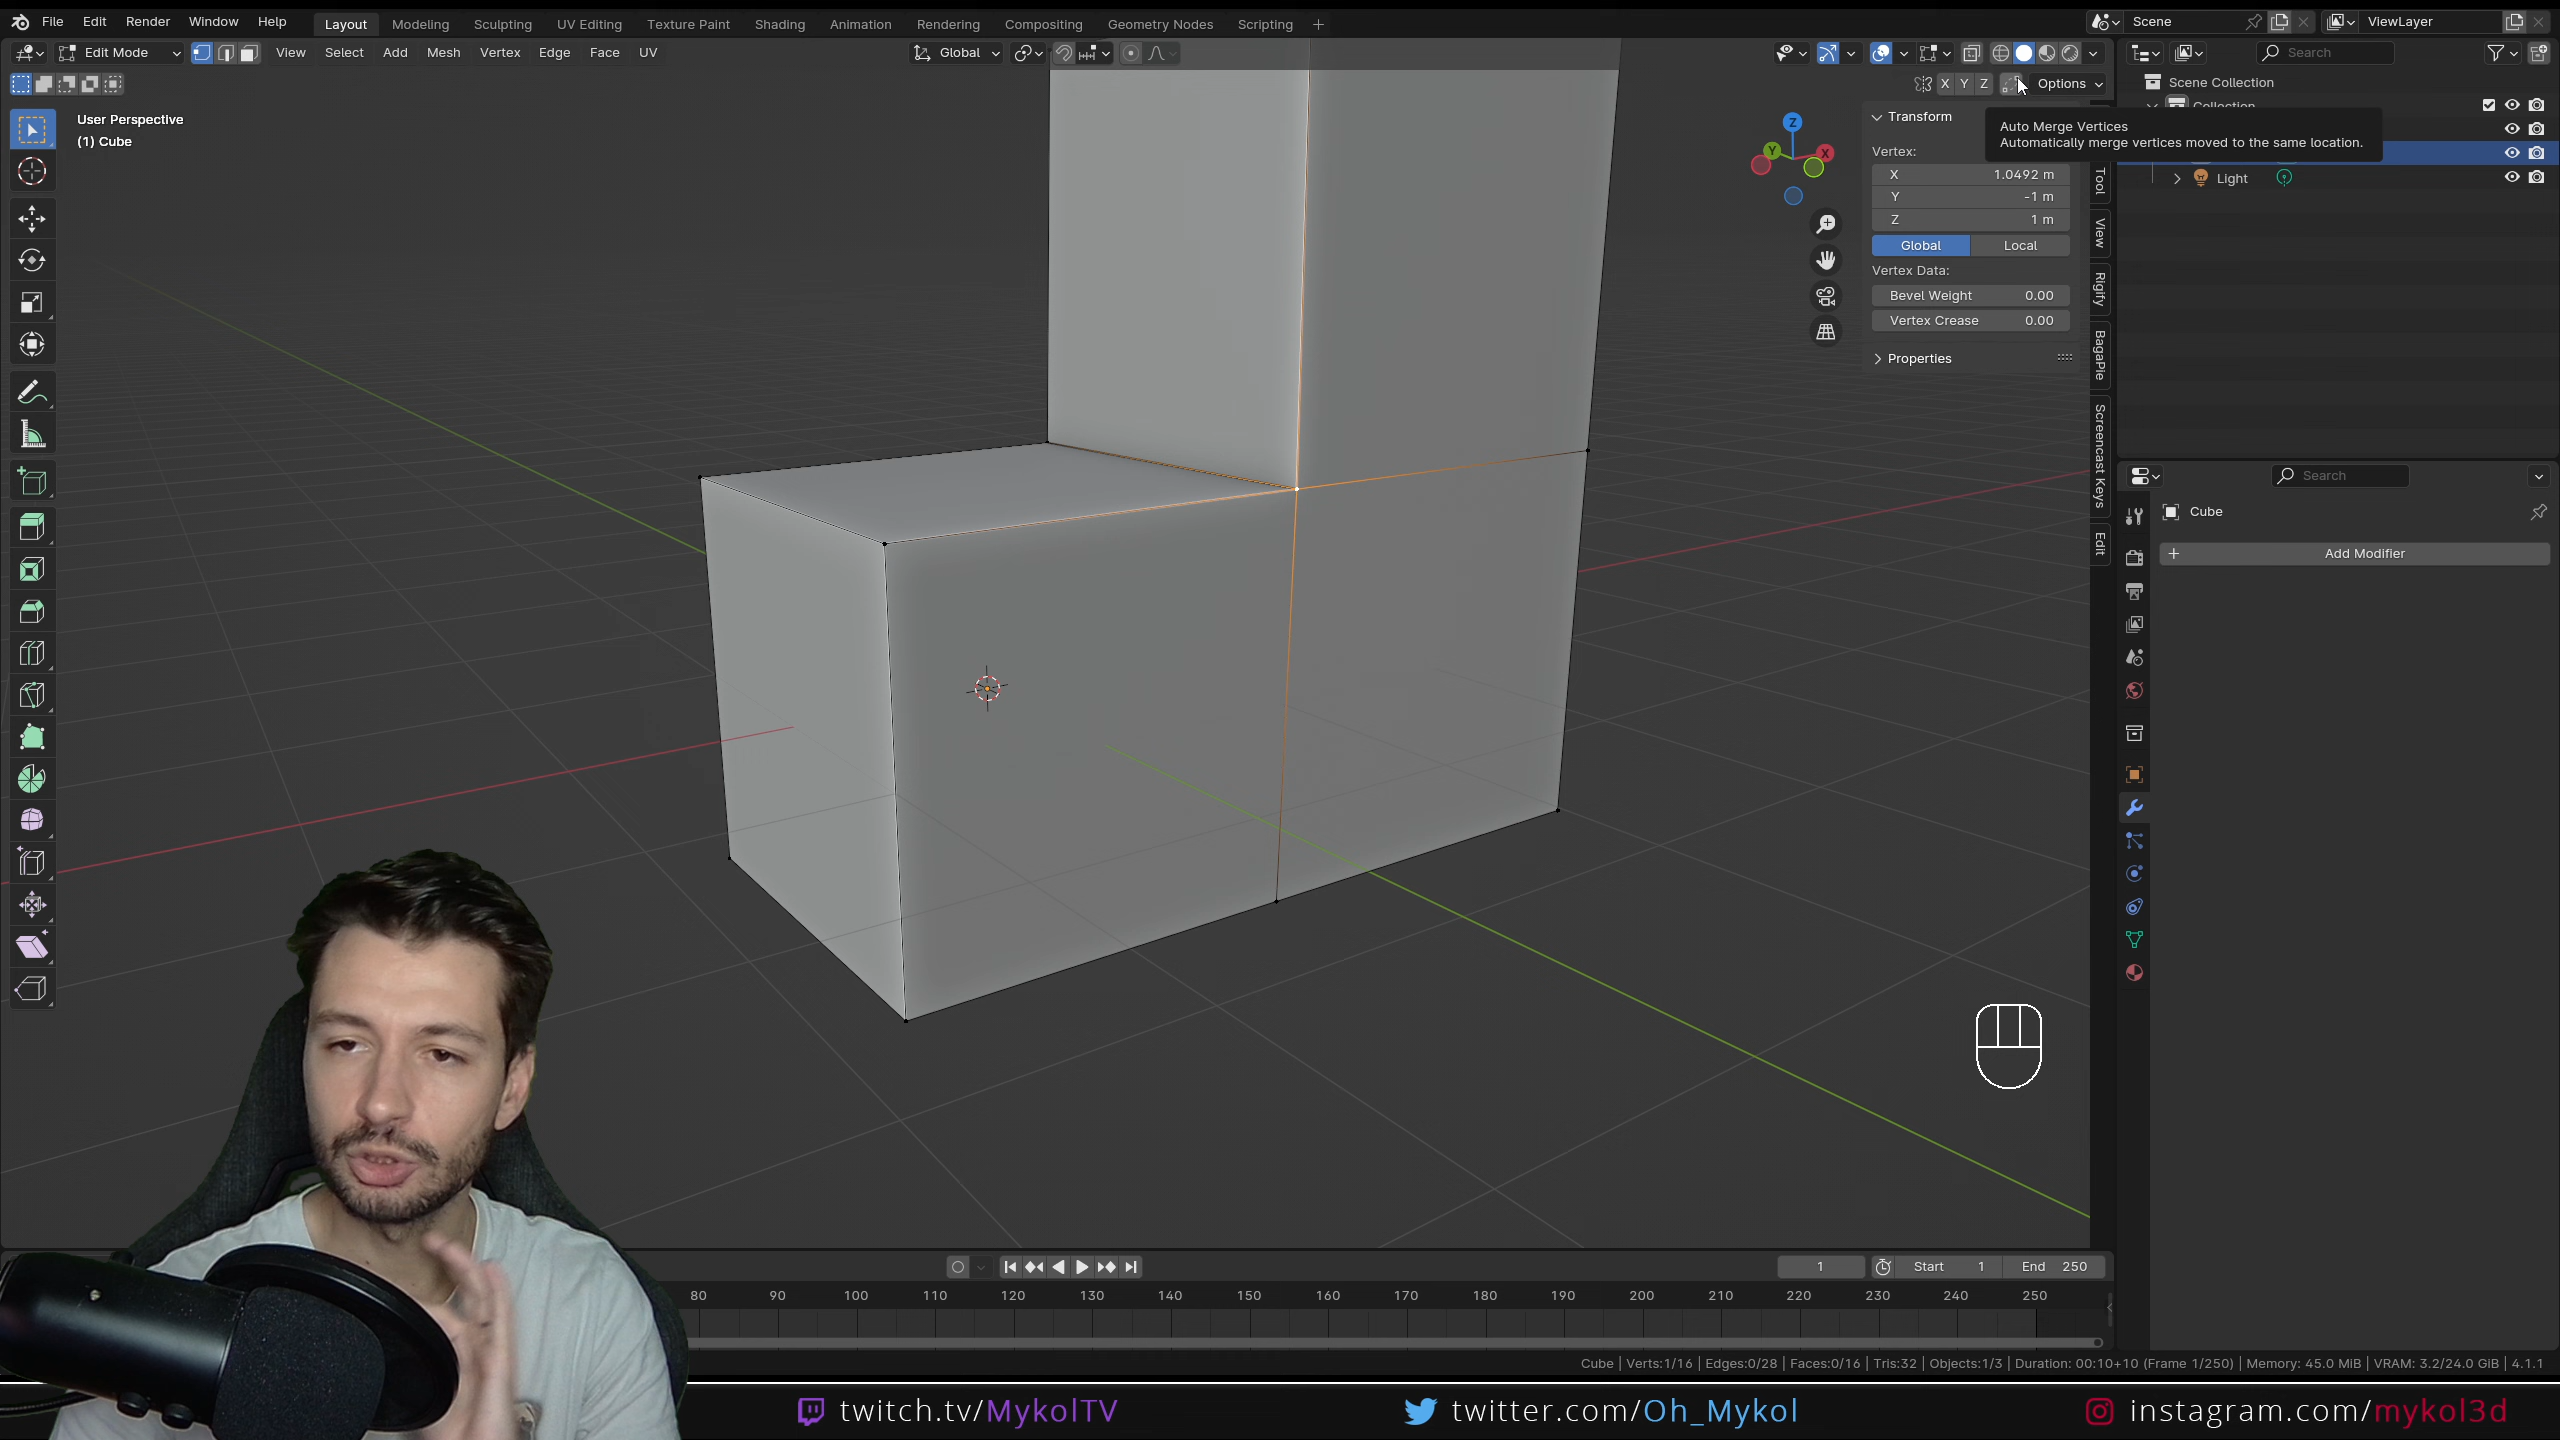 File Edit Render Window Help Layout Modeling Sculpting UV Editing Texture Paint Shading Animation Rendering Compositing Geometry Nodes Scripting + Scene ViewLayer
Edit Mode View Select Add Mesh Vertex Edge Face UV Global Search
X Y Z Options Scene Collection
User Perspective
(1) Cube
Z
Y
X
Transform
Collection
Auto Merge Vertices
Automatically merge vertices moved to the same location.
Vertex:
X 1.0492 m
Y -1 m
Z 1 m
Light
Global Local
Vertex Data:
Bevel Weight 0.00
Vertex Crease 0.00
Properties
Tool
View
Rigify
BagaPie
Screencast Keys
Edit
Search
Cube
Add Modifier
1 Start 1 End 250
80 90 100 110 120 130 140 150 160 170 180 190 200 210 220 230 240 250
Cube | Verts:1/16 | Edges:0/28 | Faces:0/16 | Tris:32 | Objects:1/3 | Duration: 00:10+10 (Frame 1/250) | Memory: 45.0 MiB | VRAM: 3.2/24.0 GiB | 4.1.1
twitch.tv/MykolTV twitter.com/Oh_Mykol instagram.com/mykol3d